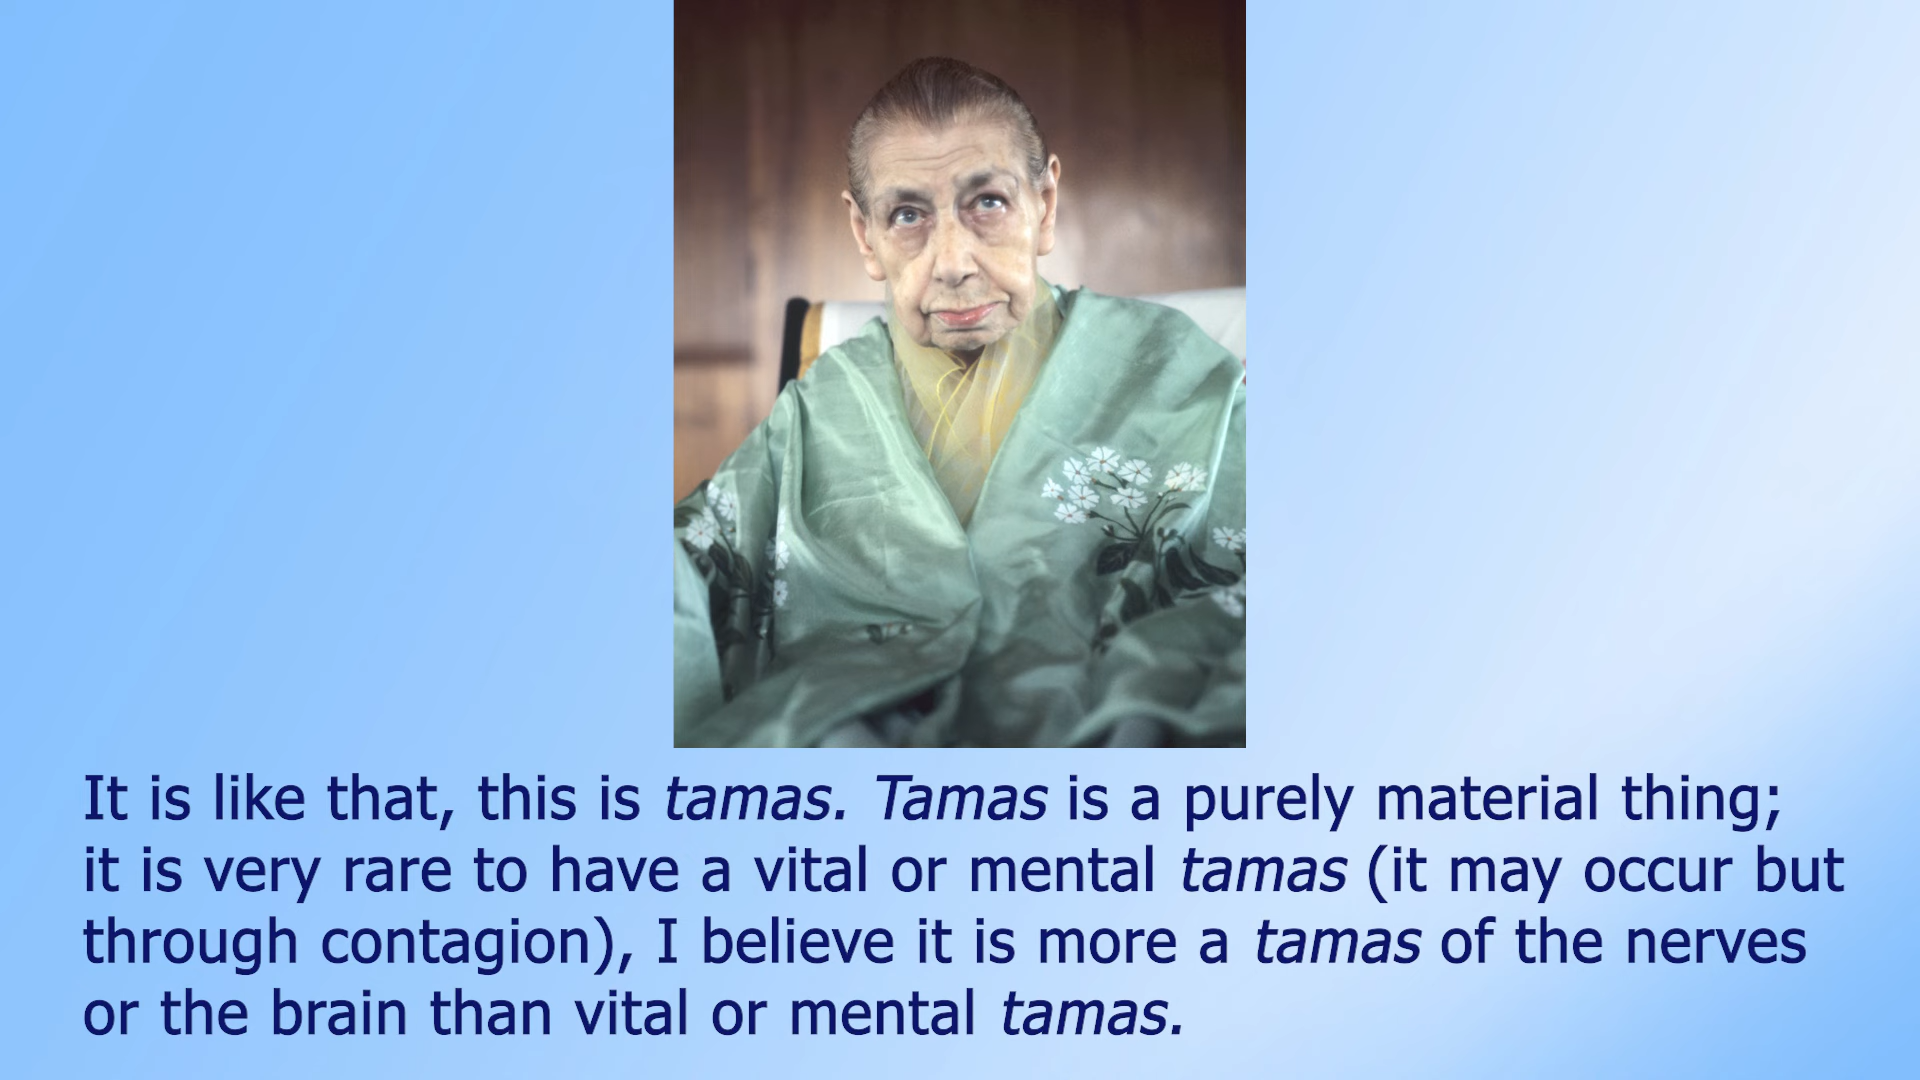 It is like that, this is tamas. Tamas is a purely material thing;
it is very rare to have a vital or mental tamas (it may occur but
through contagion), I believe it is more a tamas of the nerves
or the brain than vital or mental tamas.